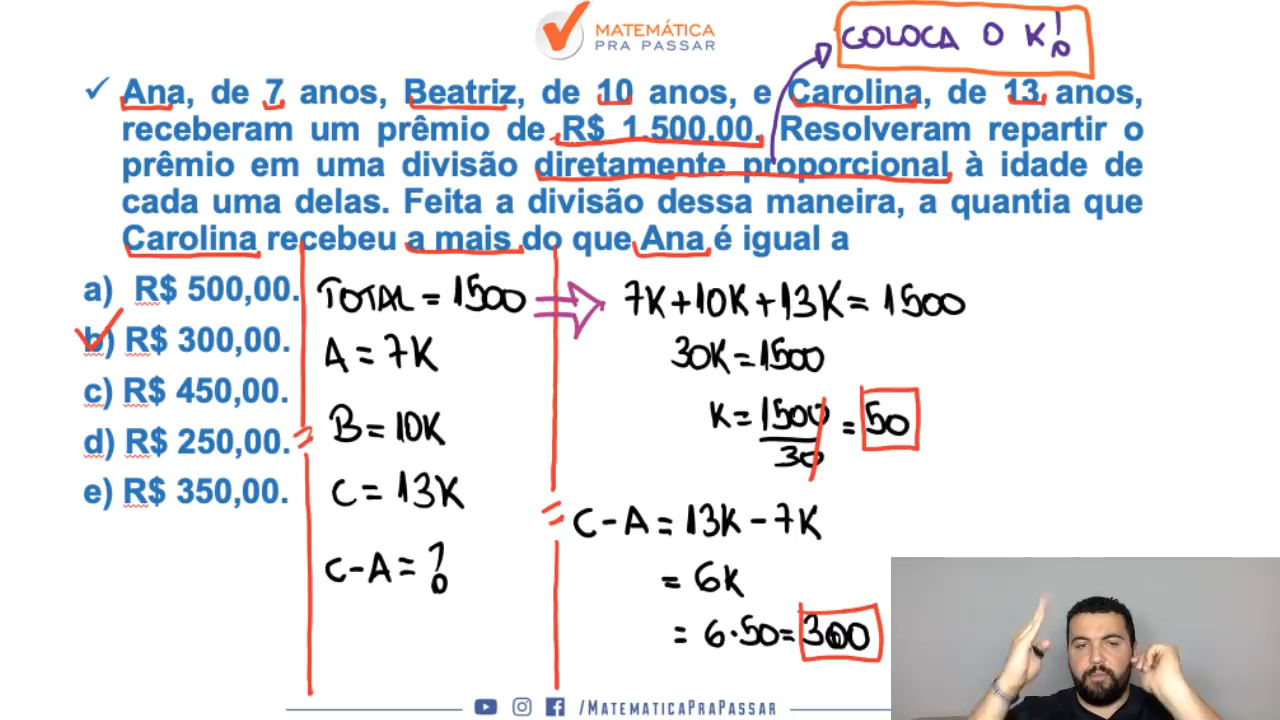 MATEMÁTICA
PRA PASSAR
COLOCA O K!
Ana, de 7 anos, Beatriz, de 10 anos, e Carolina, de 13 anos,
receberam um prêmio de R$ 1.500,00. Resolveram repartir o
prêmio em uma divisão diretamente proporcional à idade de
cada uma delas. Feita a divisão dessa maneira, a quantia que
Carolina recebeu a mais do que Ana é igual a
a) R$ 500,00.
b) R$ 300,00.
c) R$ 450,00.
d) R$ 250,00.
e) R$ 350,00.
TOTAL = 1500
A = 7K
B = 10K
C = 13K
C - A = ?
7K + 10K + 13K = 1500
30K = 1500
K = 1500/30 = 50
C - A = 13K - 7K
= 6K
= 6·50 = 300
/MATEMATICAPRAPASSAR